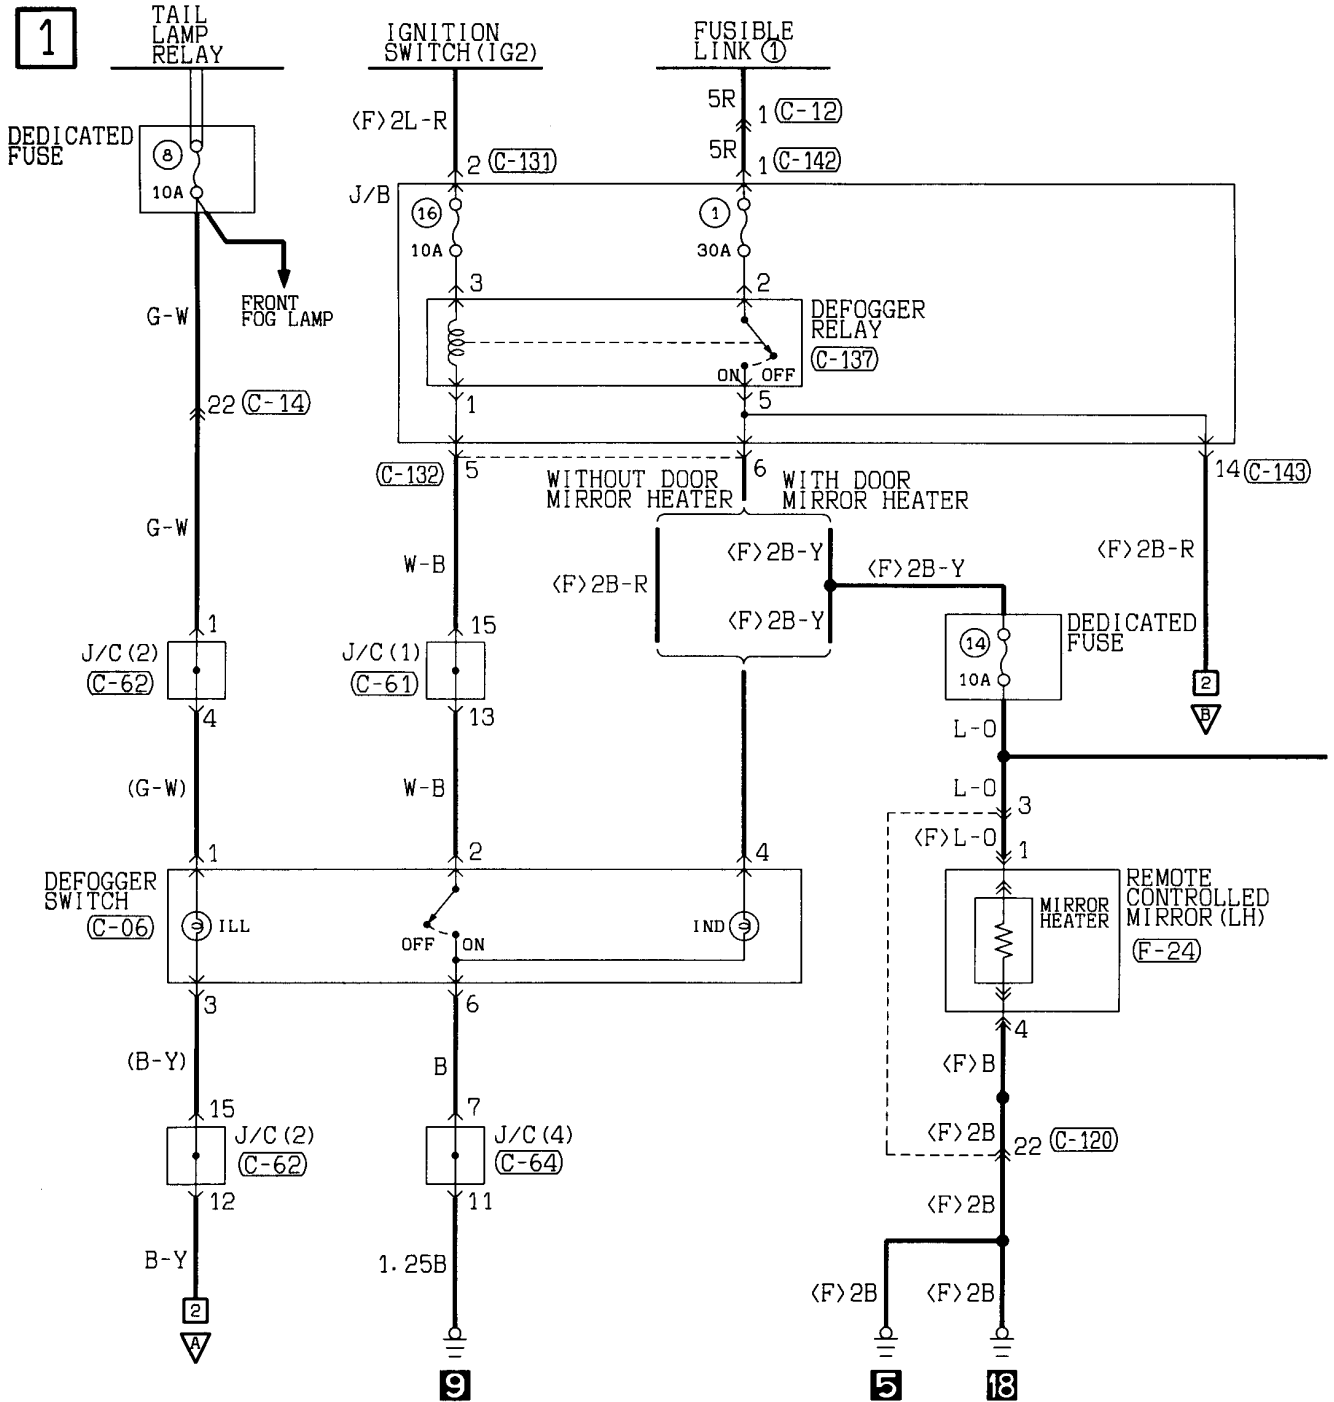 1
TAIL
LAMP
RELAY
IGNITION
SWITCH(IG2)
FUSIBLE
LINK ①
5R
1 (C-12)
<F>2L-R
DEDICATED
FUSE
8
10A
5R
2 (C-131)
1 (C-142)
J/B
16
10A
1
30A
3
2
FRONT
FOG LAMP
G-W
DEFOGGER
RELAY
(C-137)
ON OFF
1
5
22 (C-14)
(C-132) 5
6
14 (C-143)
WITHOUT DOOR
MIRROR HEATER
WITH DOOR
MIRROR HEATER
G-W
W-B
<F>2B-R
<F>2B-Y
<F>2B-Y
<F>2B-Y
<F>2B-R
1
15
J/C(2)
(C-62)
J/C(1)
(C-61)
14
10A
DEDICATED
FUSE
2
B
4
13
L-O
(G-W)
W-B
L-O
3
<F>L-O
1
1
2
4
DEFOGGER
SWITCH
(C-06)
ILL
OFF ON
IND
MIRROR
HEATER
REMOTE
CONTROLLED
MIRROR(LH)
(F-24)
3
6
4
(B-Y)
B
<F>B
15
7
J/C(2)
(C-62)
J/C(4)
(C-64)
<F>2B
22 (C-120)
12
11
<F>2B
B-Y
1.25B
<F>2B
<F>2B
2
A
9
5
18